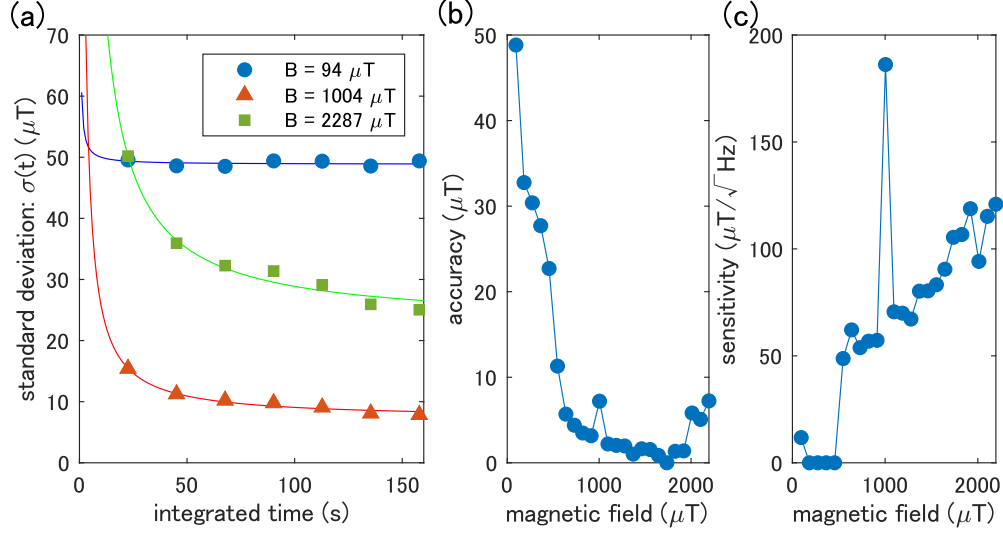 (a)
standard deviation: σ(t) (μT)
70
60
50
40
30
20
10
0
B = 94 μT
B = 1004 μT
B = 2287 μT
0 50 100 150
integrated time (s)
(b)
accuracy (μT)
50
40
30
20
10
0
0 1000 2000
magnetic field (μT)
(c)
sensitivity (μT/√Hz)
200
150
100
50
0
0 1000 2000
magnetic field (μT)